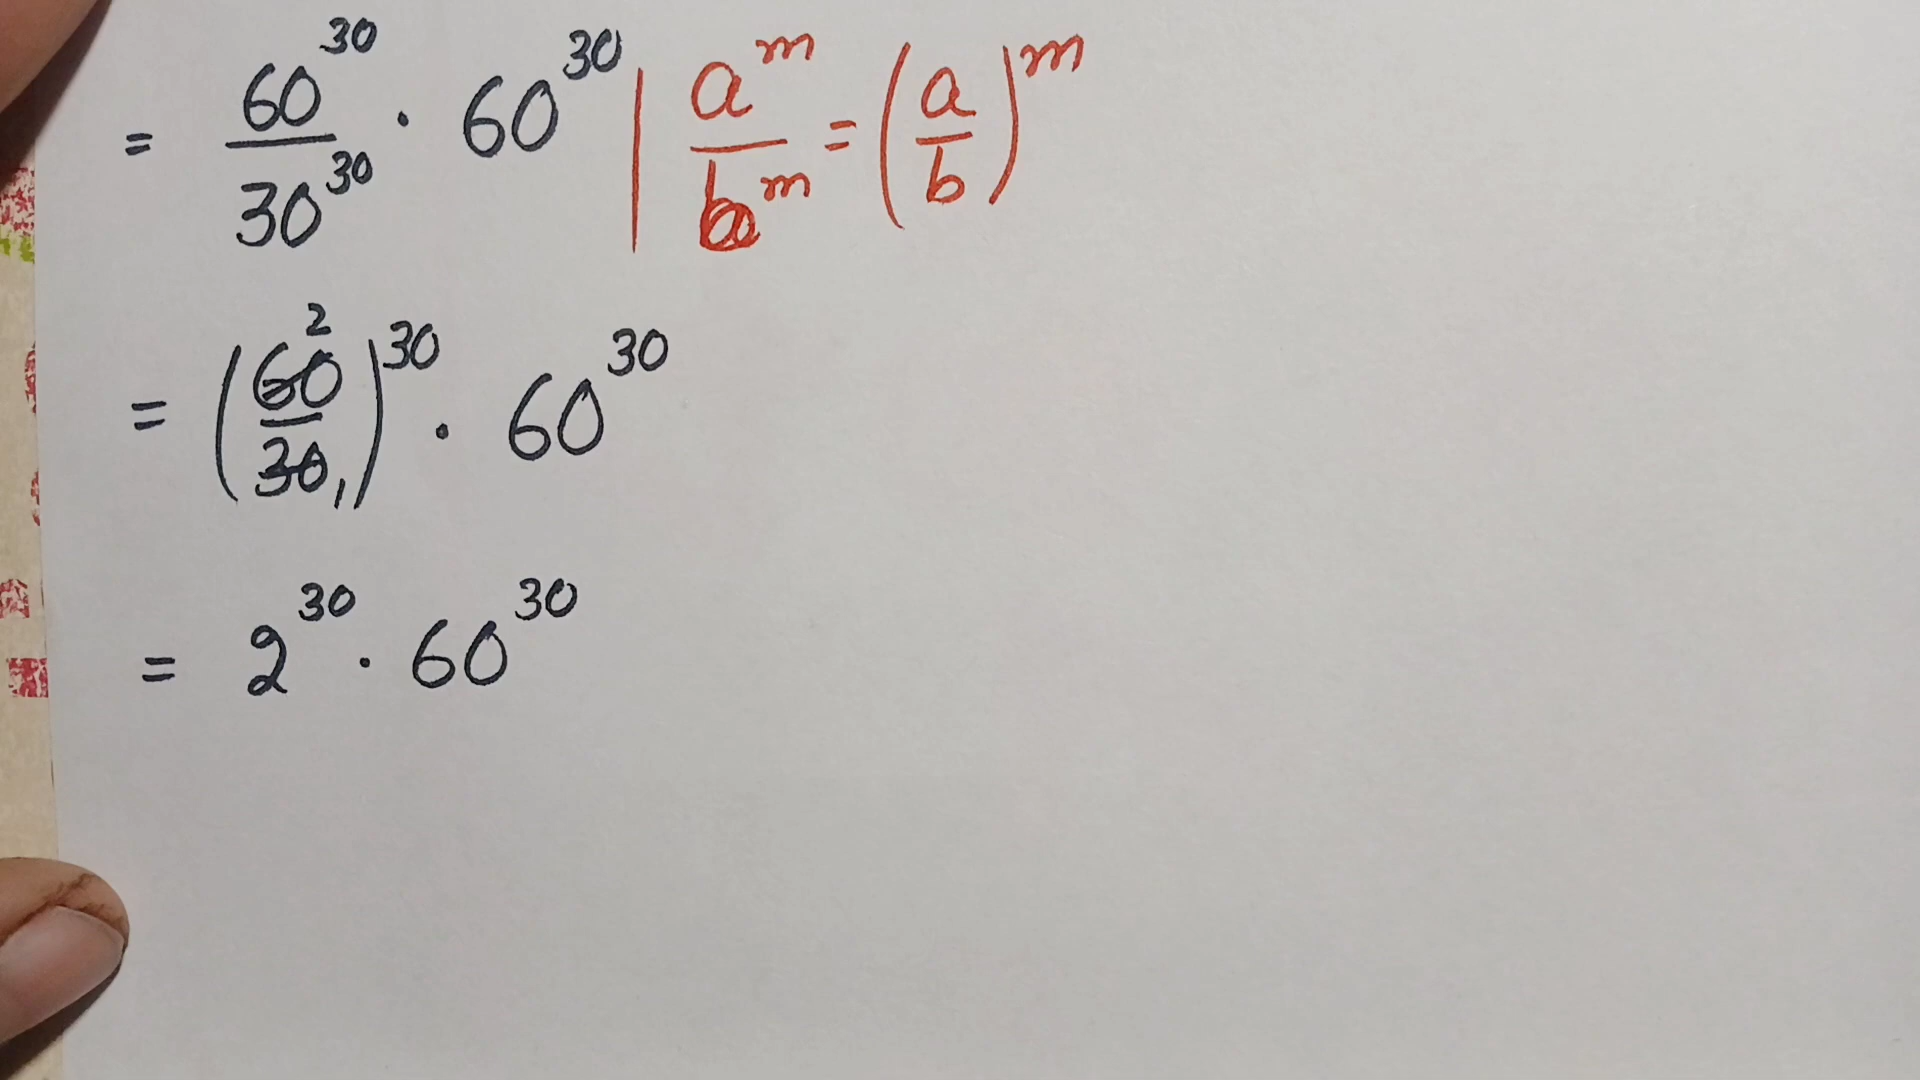 = 60^30 / 30^30 · 60^30 | a^m / b^m = (a / b)^m
= (60 2 / 30 1)^30 · 60^30
= 2^30 · 60^30